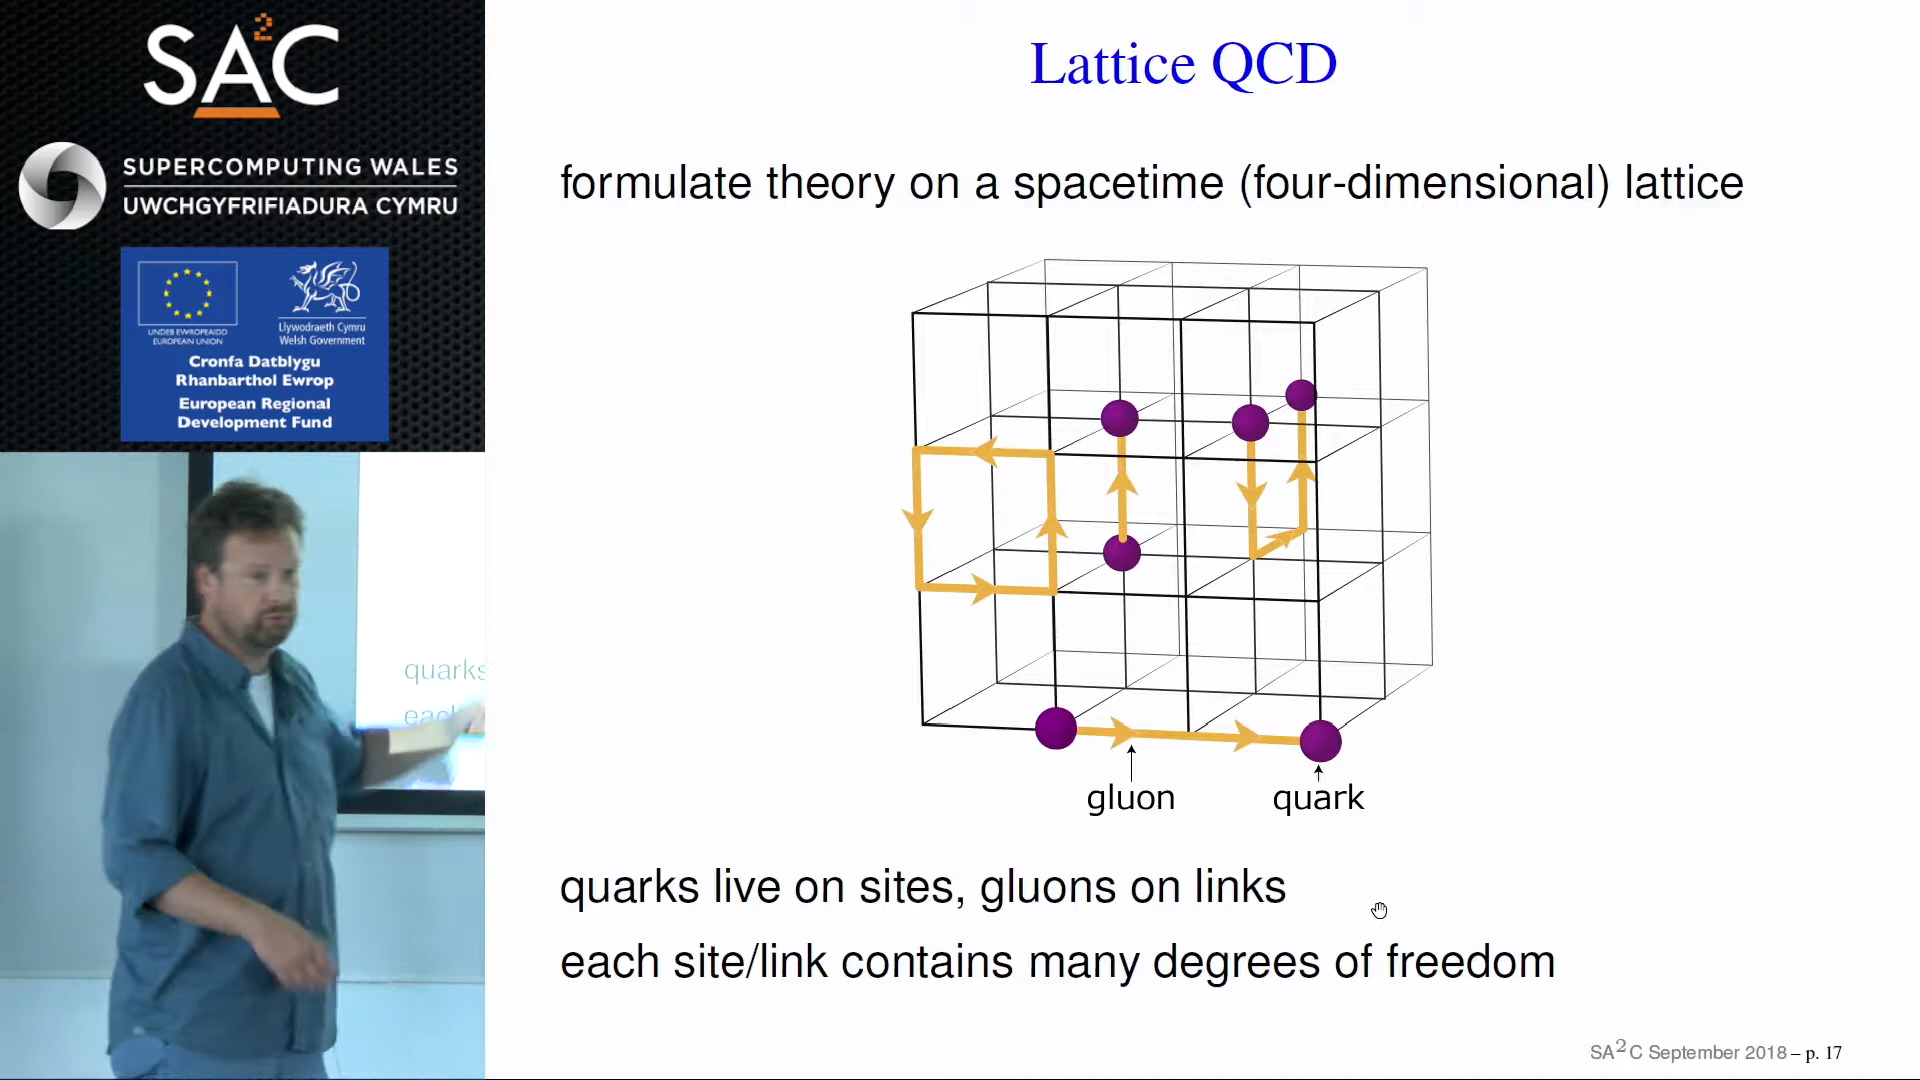 SA²C
SUPERCOMPUTING WALES
UWCHGYFRIFIADURA CYMRU
UNDEB EWROPEAIDD
EUROPEAN UNION
Llywodraeth Cymru
Welsh Government
Cronfa Datblygu
Rhanbarthol Ewrop
European Regional
Development Fund
quarks
each
Lattice QCD
formulate theory on a spacetime (four-dimensional) lattice
gluon
quark
quarks live on sites, gluons on links
each site/link contains many degrees of freedom
SA²C September 2018 – p. 17